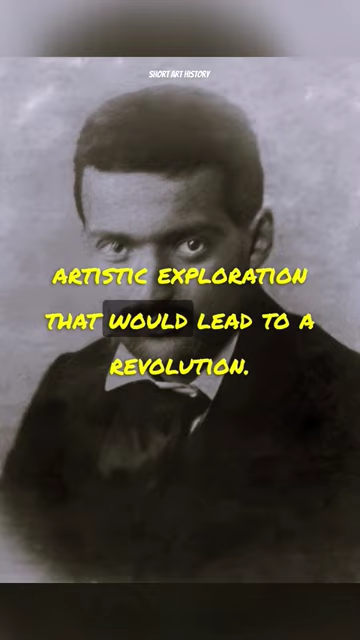 SHORT ART HISTORY
ARTISTIC EXPLORATION
THAT WOULD LEAD TO A
REVOLUTION.